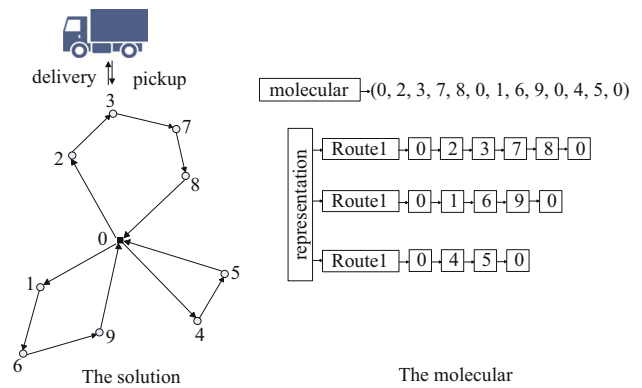 delivery pickup
3
7
2
8
0
1
5
4
9
6
The solution
molecular (0, 2, 3, 7, 8, 0, 1, 6, 9, 0, 4, 5, 0)
representation
Route1 0 2 3 7 8 0
Route1 0 1 6 9 0
Route1 0 4 5 0
The molecular